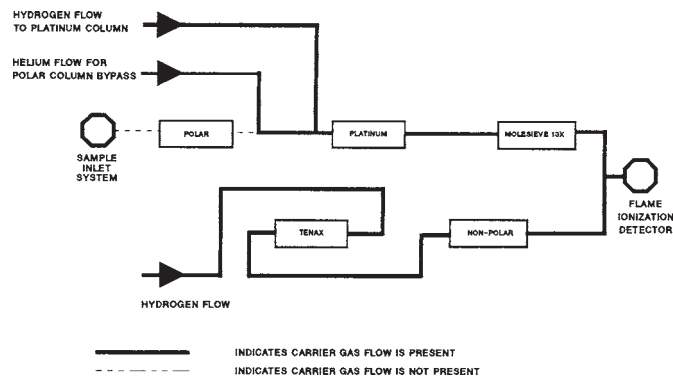 HYDROGEN FLOW
TO PLATINUM COLUMN
HELIUM FLOW FOR
POLAR COLUMN BYPASS
POLAR
PLATINUM
MOLESIEVE 13X
SAMPLE
INLET
SYSTEM
FLAME
IONIZATION
DETECTOR
TENAX
NON-POLAR
HYDROGEN FLOW
INDICATES CARRIER GAS FLOW IS PRESENT
INDICATES CARRIER GAS FLOW IS NOT PRESENT